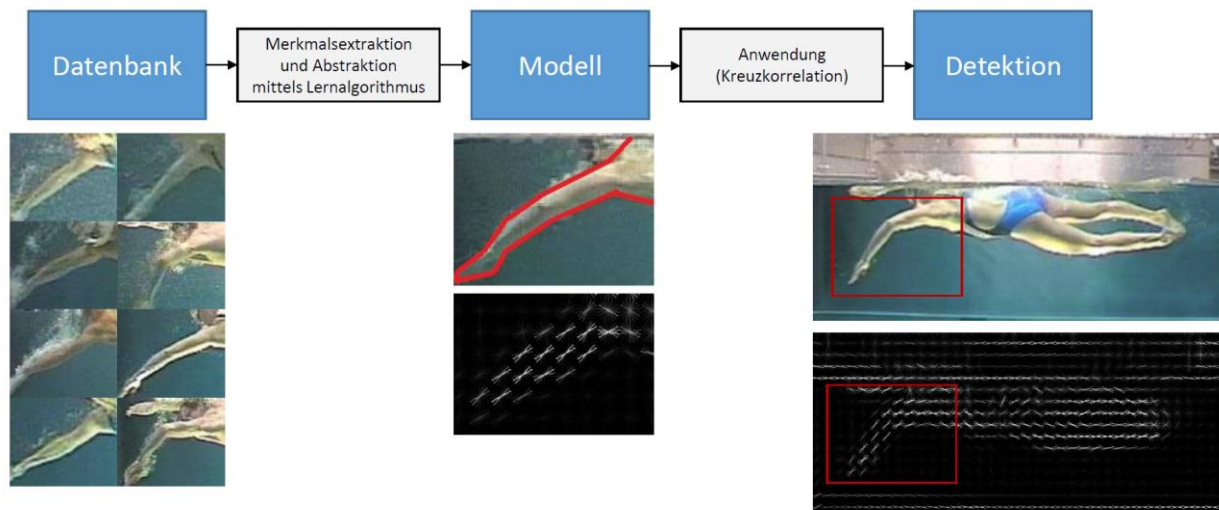 Datenbank
Merkmalsextraktion
und Abstraktion
mittels Lernalgorithmus
Modell
Anwendung
(Kreuzkorrelation)
Detektion